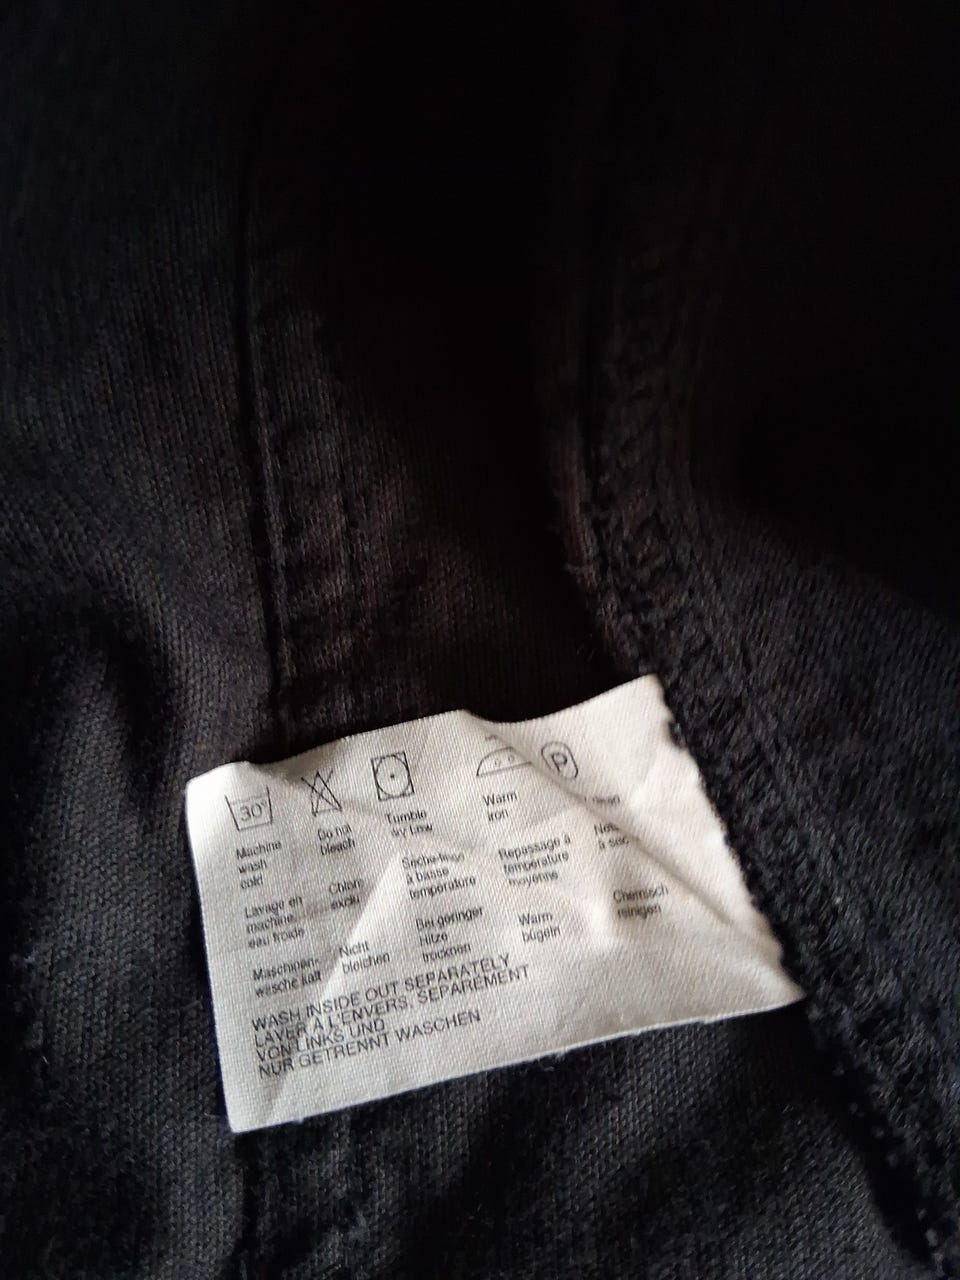 30°
P
Machine
wash
cold
Do not
bleach
Tumble
dry Low
Warm
iron
Lavage en
machine,
eau froide
Chlore
exclu
Seche-linge
à basse
température
Repassage à
température
moyenne
à sec
Maschinen-
wäsche kalt
Nicht
bleichen
Bei geringer
Hitze
trocknen
Warm
bügeln
Chemisch
reinigen
WASH INSIDE OUT SEPARATELY
LAVER A L'ENVERS, SEPAREMENT
VON LINKS UND
NUR GETRENNT WASCHEN